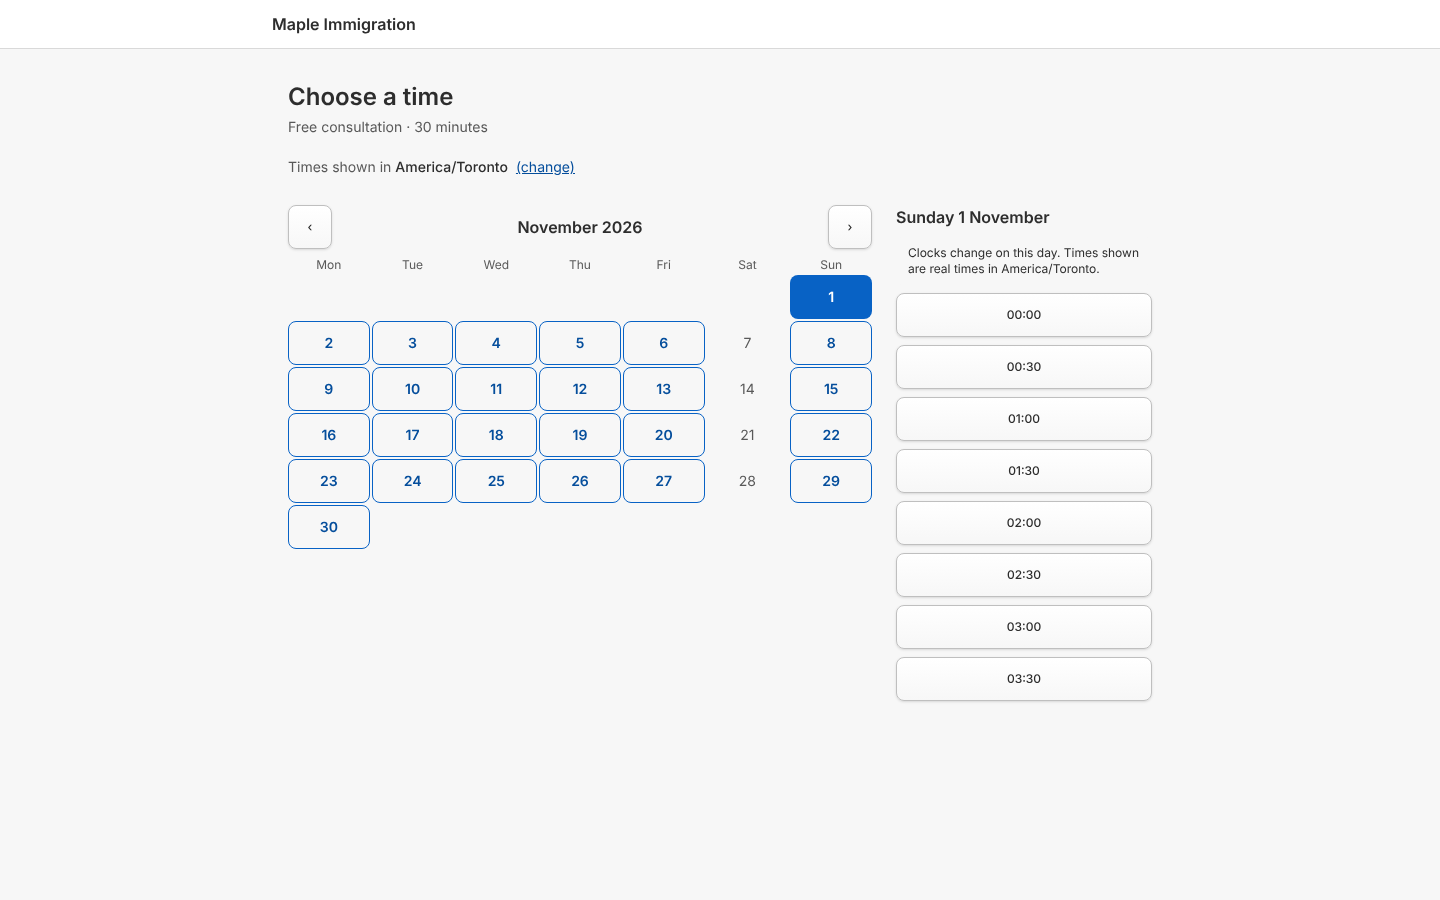 Maple Immigration
Choose a time
Free consultation · 30 minutes
Times shown in America/Toronto (change)
‹ November 2026 ›
Mon Tue Wed Thu Fri Sat Sun
1
2 3 4 5 6 7 8
9 10 11 12 13 14 15
16 17 18 19 20 21 22
23 24 25 26 27 28 29
30
Sunday 1 November
Clocks change on this day. Times shown
are real times in America/Toronto.
00:00
00:30
01:00
01:30
02:00
02:30
03:00
03:30